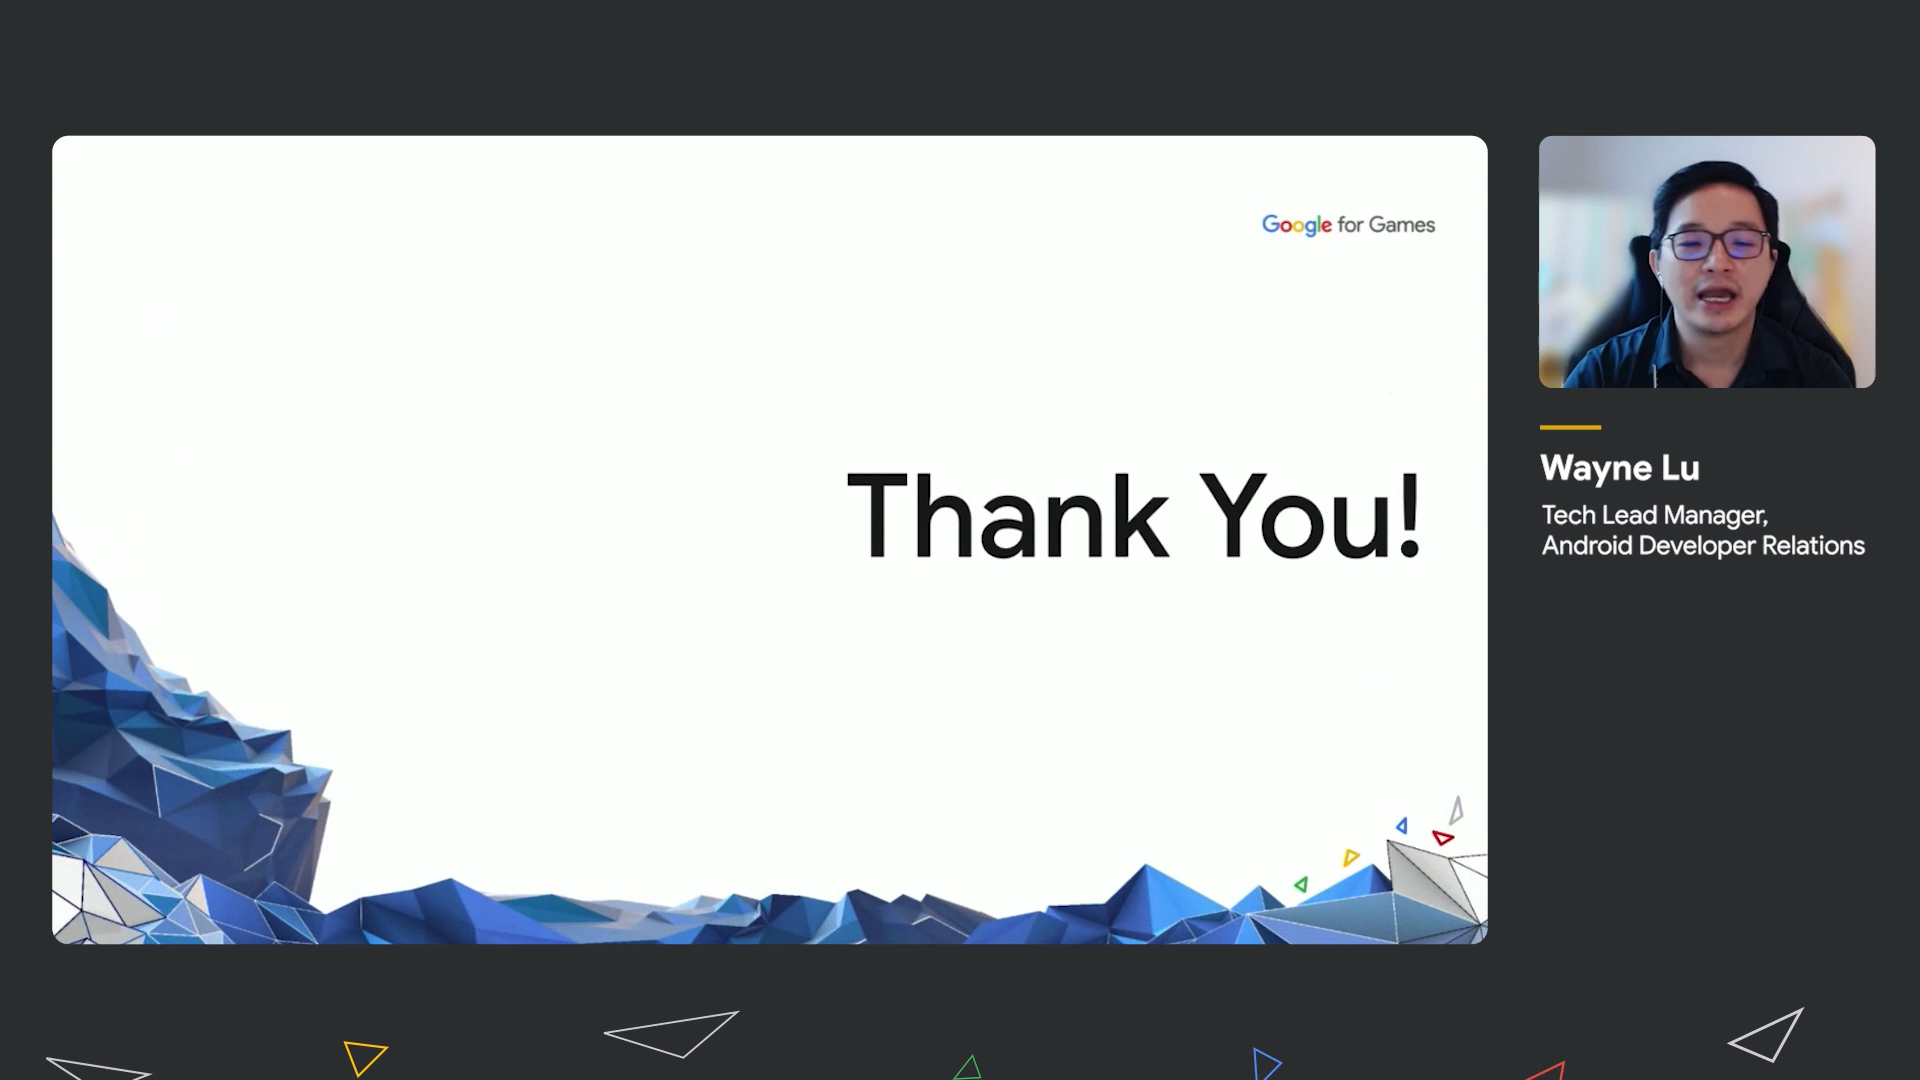 Google for Games
Thank You!
Wayne Lu
Tech Lead Manager,
Android Developer Relations